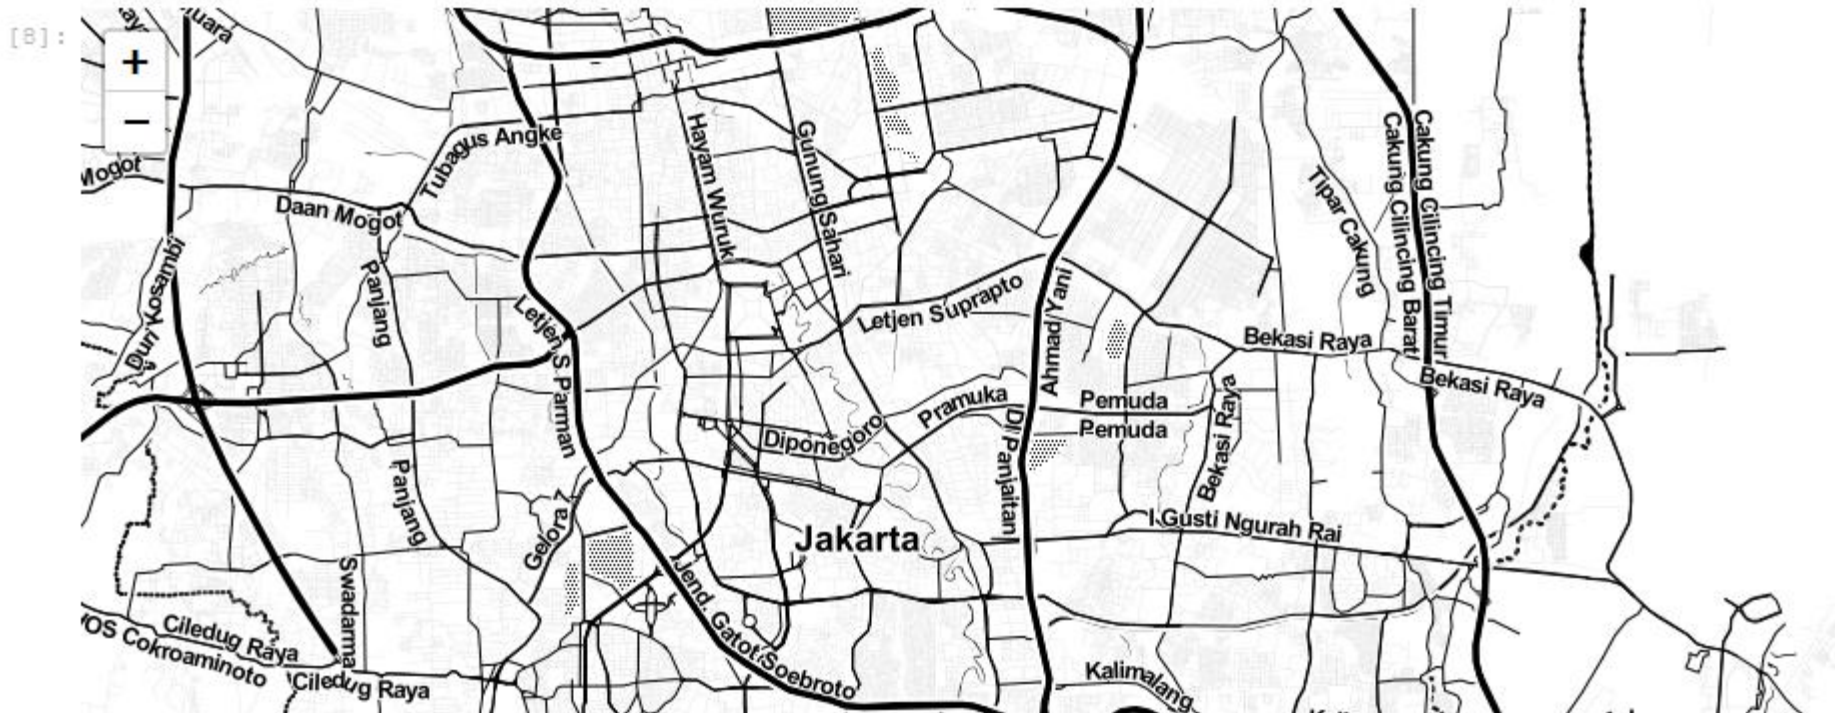 [8]:
+
−
Mogot
Tubagus Angke
Hayam Wuruk
Gunung Sahari
Cakung Cilincing Timur
Cakung Cilincing Barat
Tipar Cakung
Daan Mogot
Duri Kosambi
Panjang
Letjen S. Parman
Letjen Suprapto
Ahmad Yani
Bekasi Raya
Bekasi Raya
Pramuka
Pemuda
Pemuda
Bekasi Raya
Diponegoro
DI Panjaitan
Panjang
Gelora 7
Jakarta
I Gusti Ngurah Rai
Swadarma
Jend. Gatot Soebroto
Ciledug Raya
OS Cokroaminoto
Ciledug Raya
Kalimalang